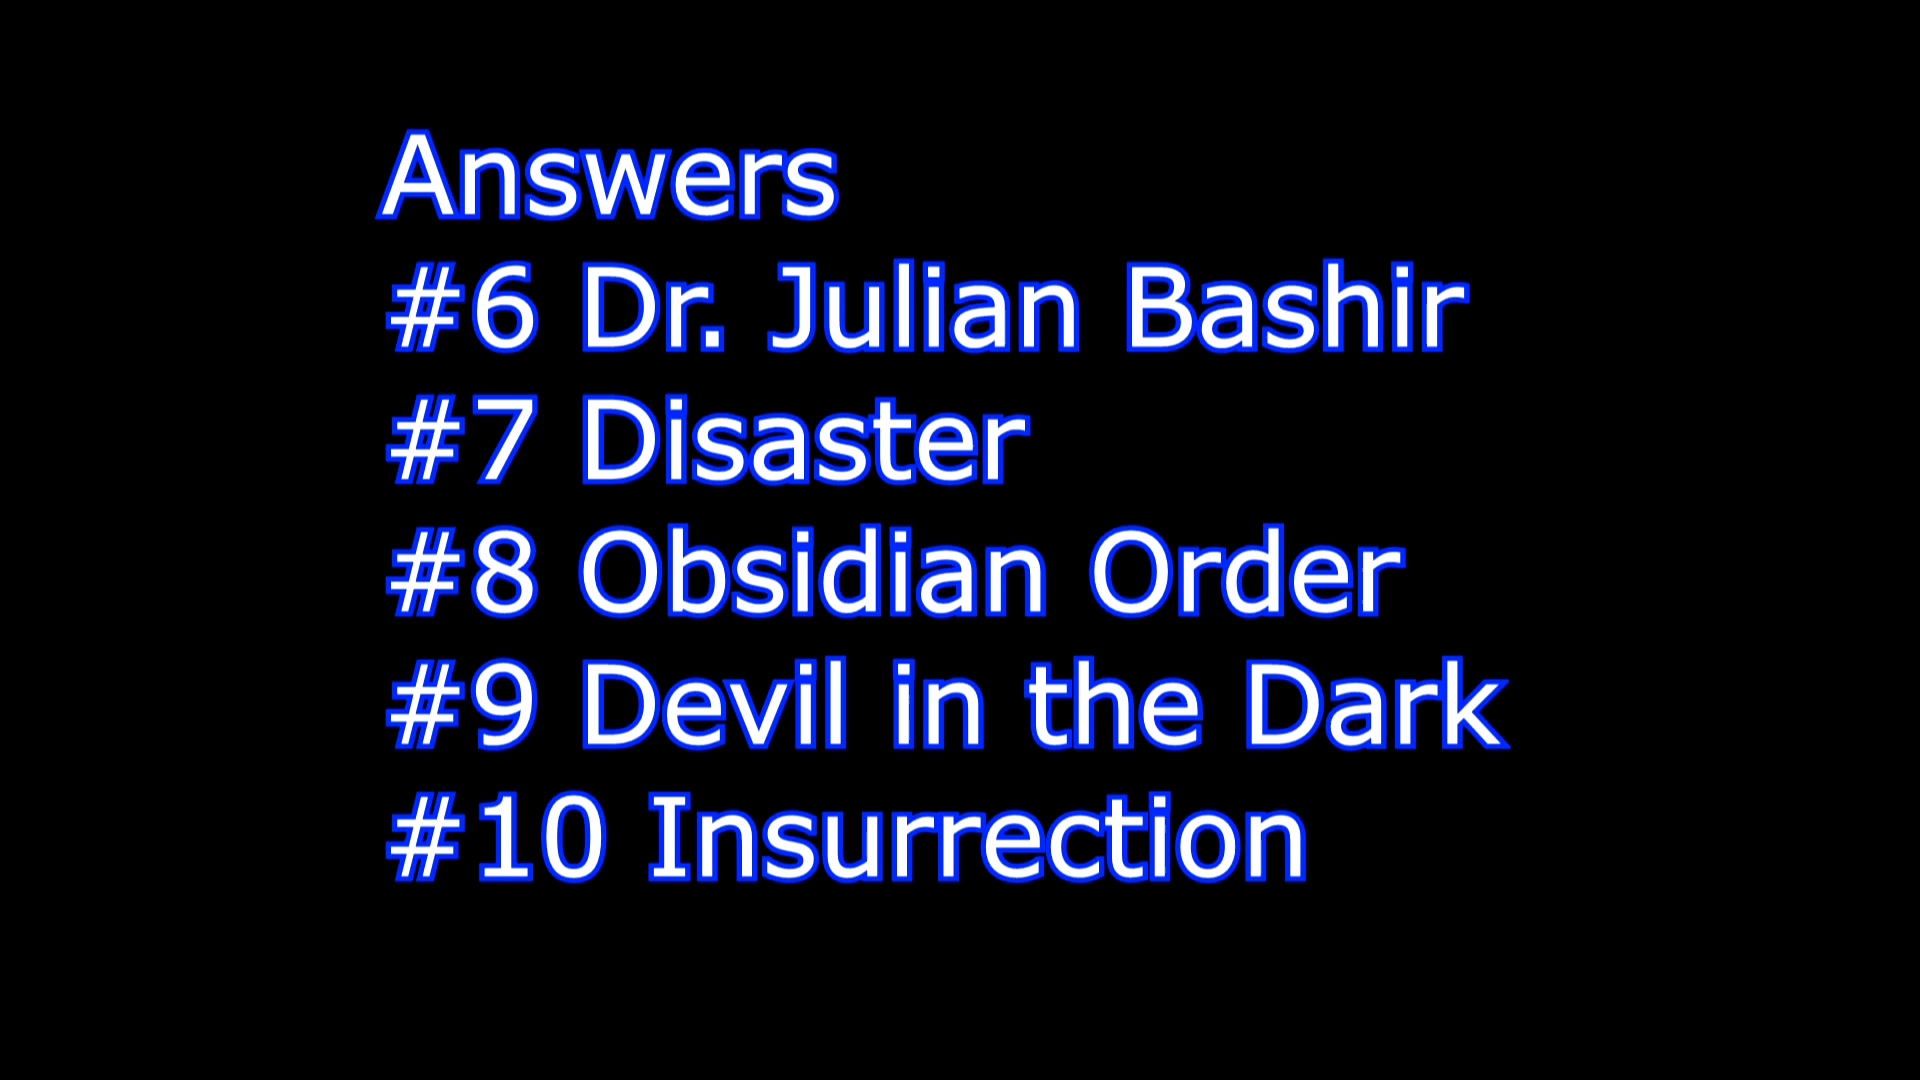 Answers
#6 Dr. Julian Bashir
#7 Disaster
#8 Obsidian Order
#9 Devil in the Dark
#10 Insurrection